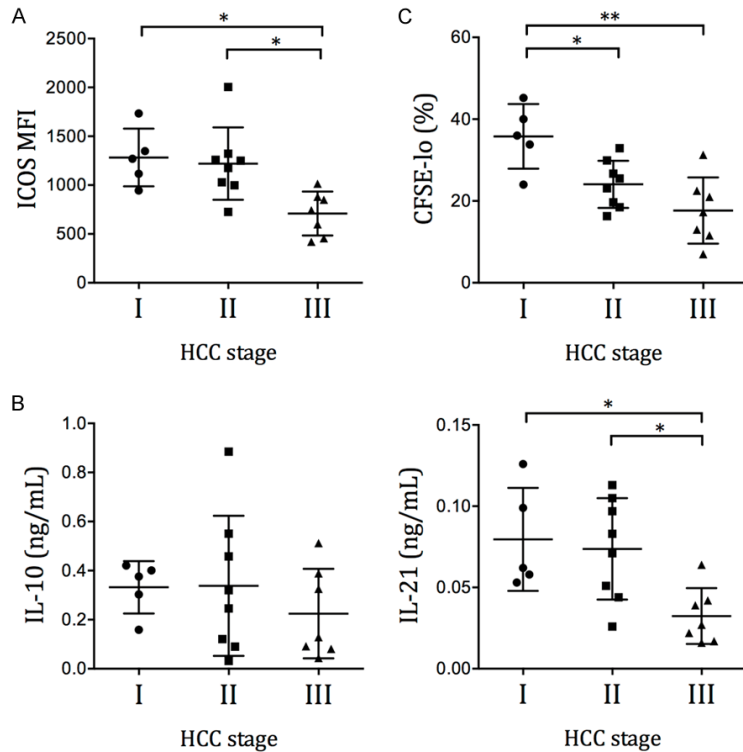 A
ICOS MFI
2500
2000
1500
1000
500
0
* *
I II III
HCC stage
C
CFSE-lo (%)
60
40
20
0
** *
I II III
HCC stage
B
IL-10 (ng/mL)
1.0
0.8
0.6
0.4
0.2
0.0
I II III
HCC stage
IL-21 (ng/mL)
0.15
0.10
0.05
0.00
* *
I II III
HCC stage